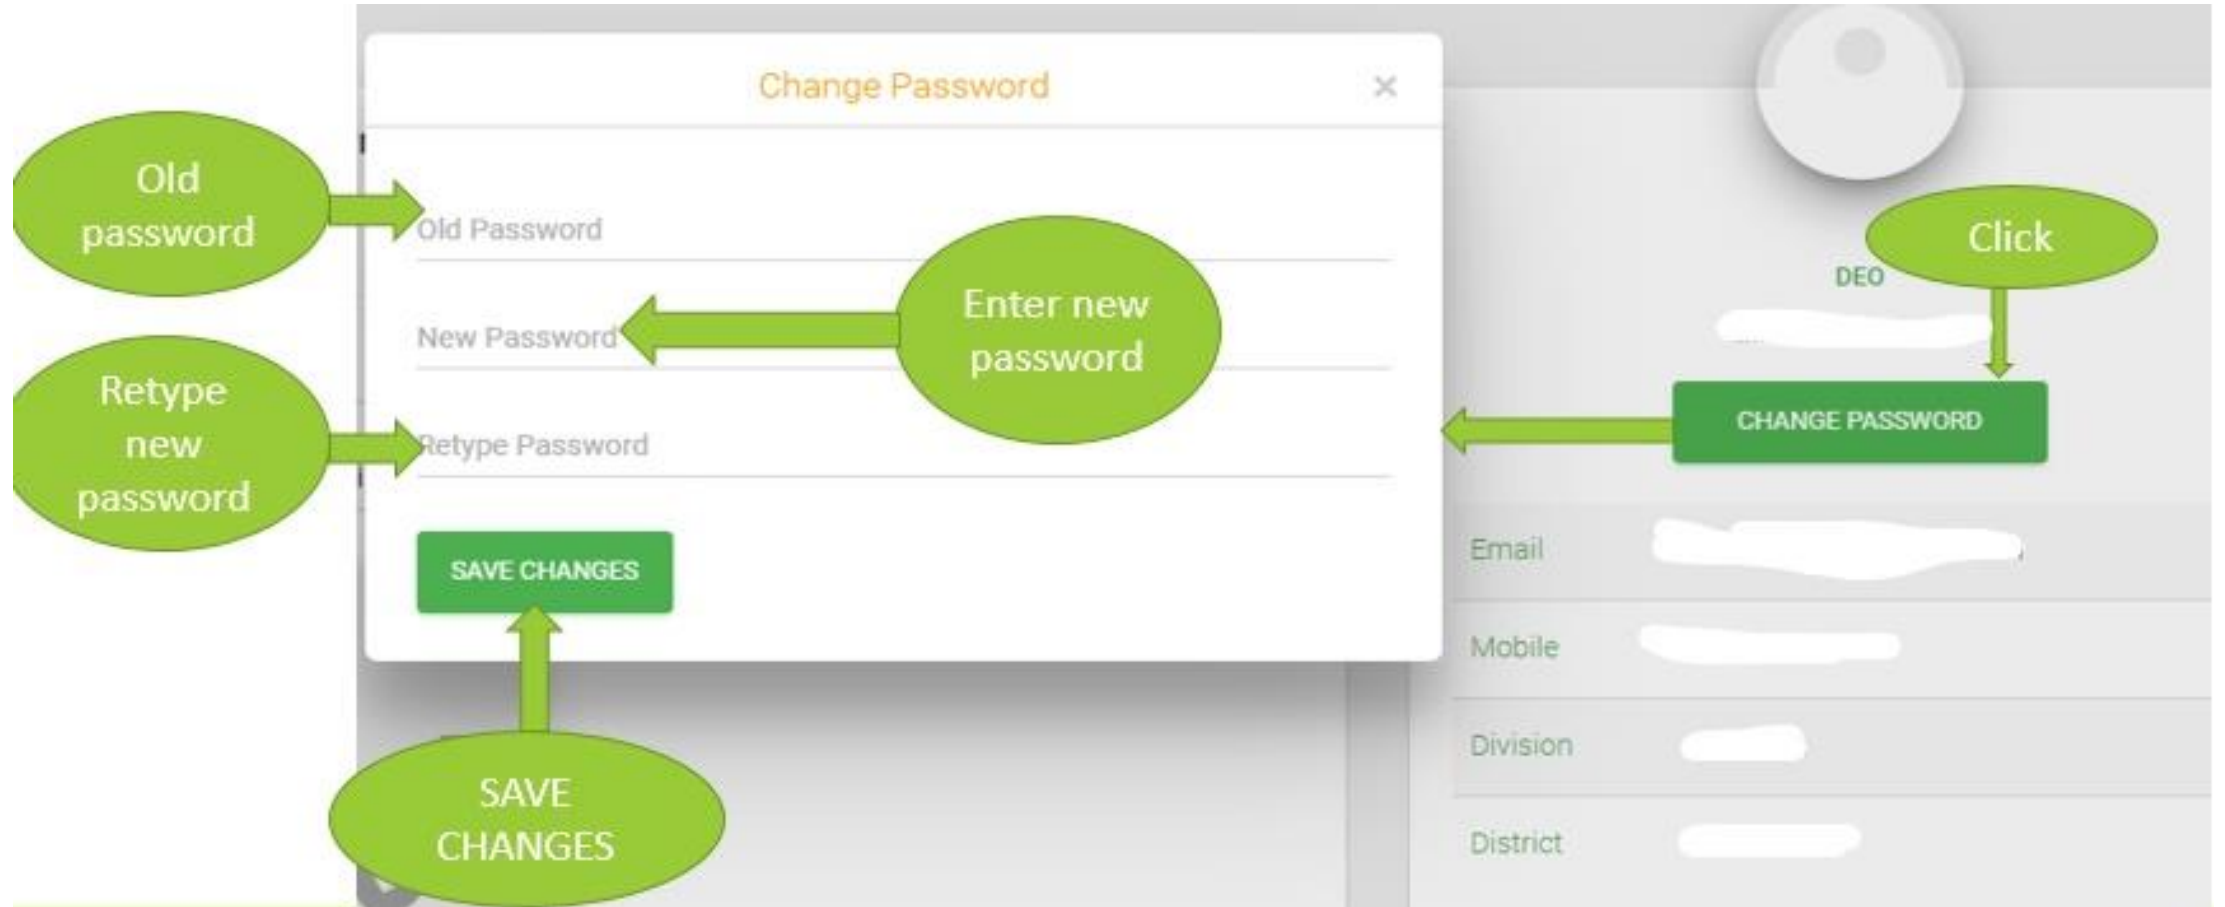 Change Password
×
Old
password
Old Password
Enter new
password
New Password
Retype
new
password
Retype Password
SAVE CHANGES
SAVE
CHANGES
Click
DEO
CHANGE PASSWORD
Email
Mobile
Division
District